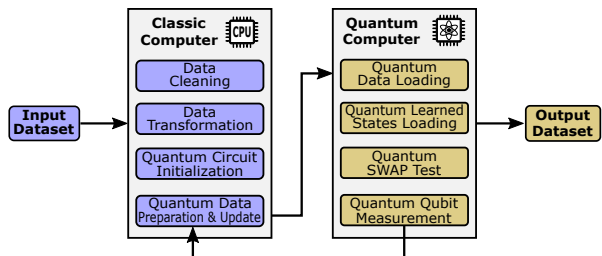 Input
Dataset
Classic
Computer
CPU
Data
Cleaning
Data
Transformation
Quantum Circuit
Initialization
Quantum Data
Preparation & Update
Quantum
Computer
Quantum
Data Loading
Quantum Learned
States Loading
Quantum
SWAP Test
Quantum Qubit
Measurement
Output
Dataset